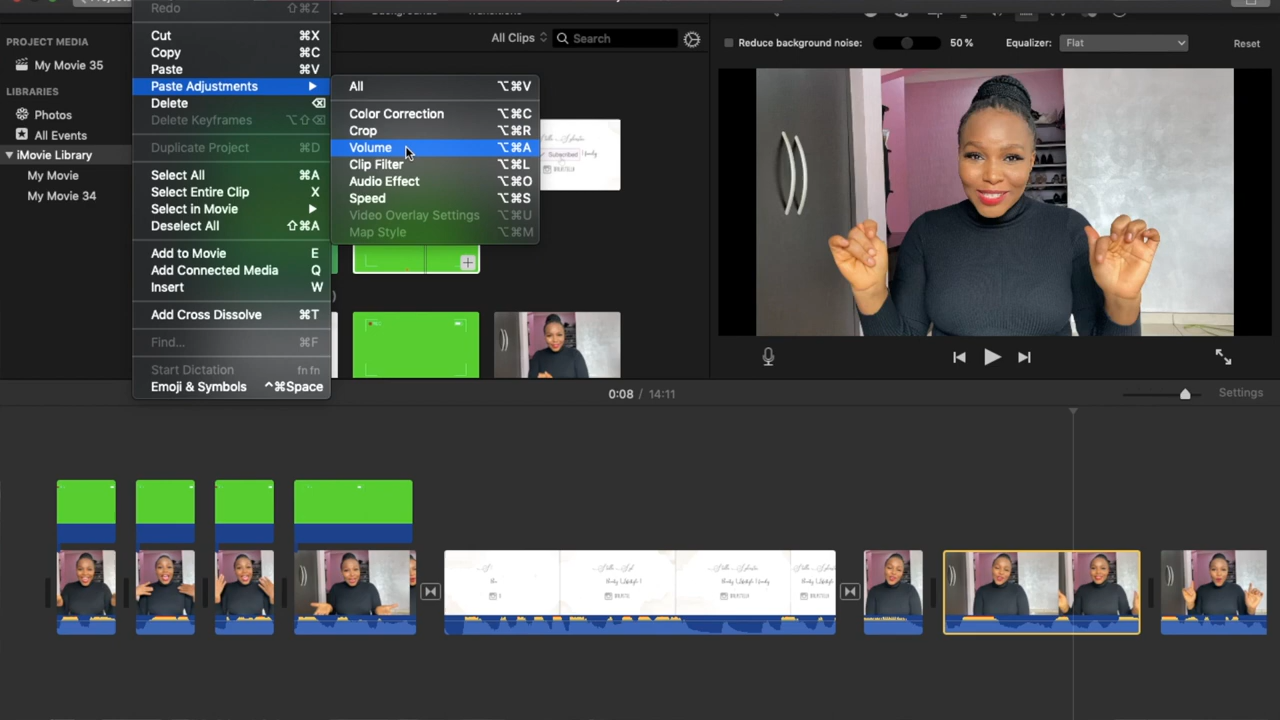 Redo ⇧⌘Z
Cut ⌘X
Copy ⌘C
Paste ⌘V
Paste Adjustments ▶
Delete ⌫
Delete Keyframes ⌥⇧⌫
Duplicate Project ⌘D
Select All ⌘A
Select Entire Clip X
Select in Movie ▶
Deselect All ⇧⌘A
Add to Movie E
Add Connected Media Q
Insert W
Add Cross Dissolve ⌘T
Find... ⌘F
Start Dictation fn fn
Emoji & Symbols ^⌘Space
All ⌥⌘V
Color Correction ⌥⌘C
Crop ⌥⌘R
Volume ⌥⌘A
Clip Filter ⌥⌘L
Audio Effect ⌥⌘O
Speed ⌥⌘S
Video Overlay Settings ⌥⌘U
Map Style ⌥⌘M
PROJECT MEDIA
My Movie 35
LIBRARIES
Photos
All Events
iMovie Library
My Movie
My Movie 34
All Clips
Search
Subscribed
Reduce background noise: 50 %
Equalizer: Flat
Reset
0:08 / 14:11
Settings